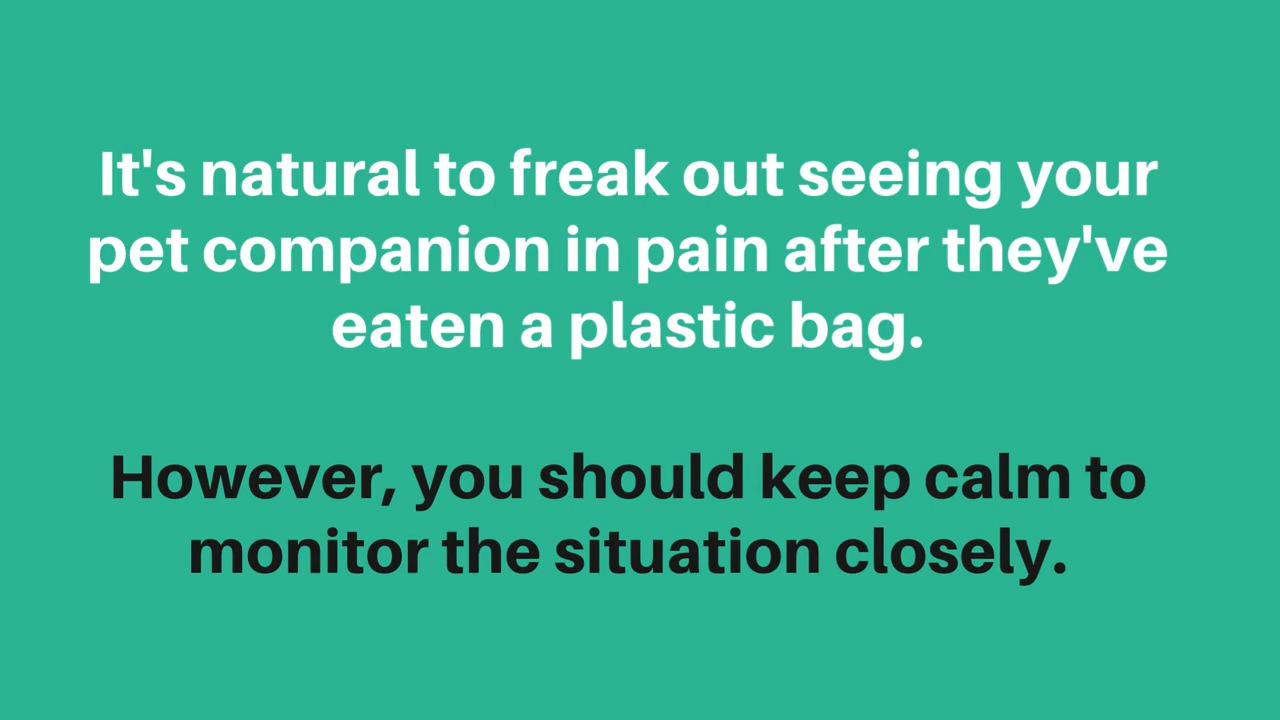 It's natural to freak out seeing your
pet companion in pain after they've
eaten a plastic bag.
However, you should keep calm to
monitor the situation closely.